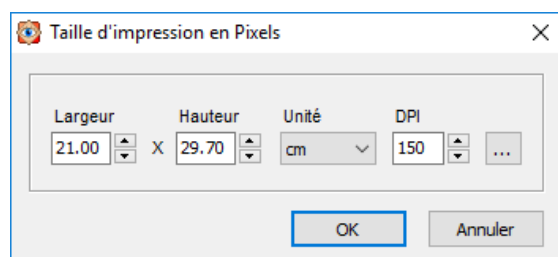 Taille d'impression en Pixels
Largeur Hauteur Unité DPI
21.00 X 29.70 cm 150 ...
OK Annuler